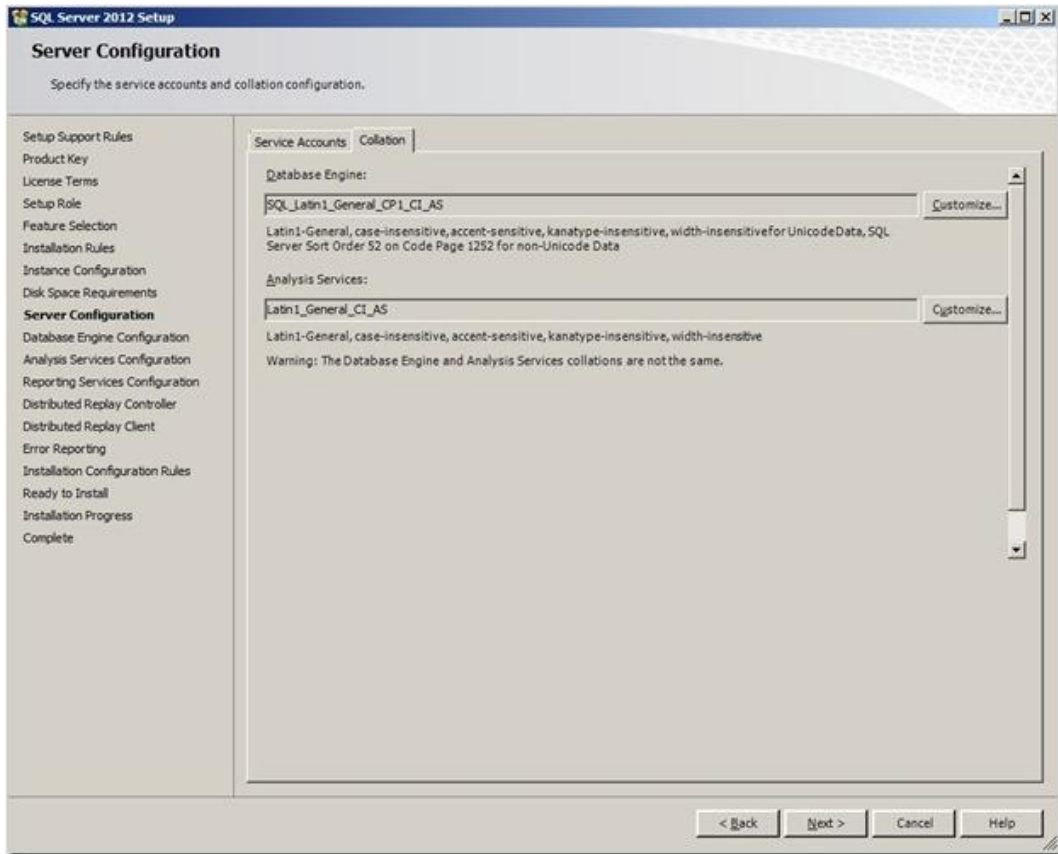 SQL Server 2012 Setup
Server Configuration
Specify the service accounts and collation configuration.
Setup Support Rules
Product Key
License Terms
Setup Role
Feature Selection
Installation Rules
Instance Configuration
Disk Space Requirements
Server Configuration
Database Engine Configuration
Analysis Services Configuration
Reporting Services Configuration
Distributed Replay Controller
Distributed Replay Client
Error Reporting
Installation Configuration Rules
Ready to Install
Installation Progress
Complete
Service Accounts Collation
Database Engine:
SQL_Latin1_General_CP1_CI_AS Customize...
Latin1-General, case-insensitive, accent-sensitive, kanatype-insensitive, width-insensitive for Unicode Data, SQL
Server Sort Order 52 on Code Page 1252 for non-Unicode Data
Analysis Services:
Latin1_General_CI_AS Customize...
Latin1-General, case-insensitive, accent-sensitive, kanatype-insensitive, width-insensitive
Warning: The Database Engine and Analysis Services collations are not the same.
< Back Next > Cancel Help